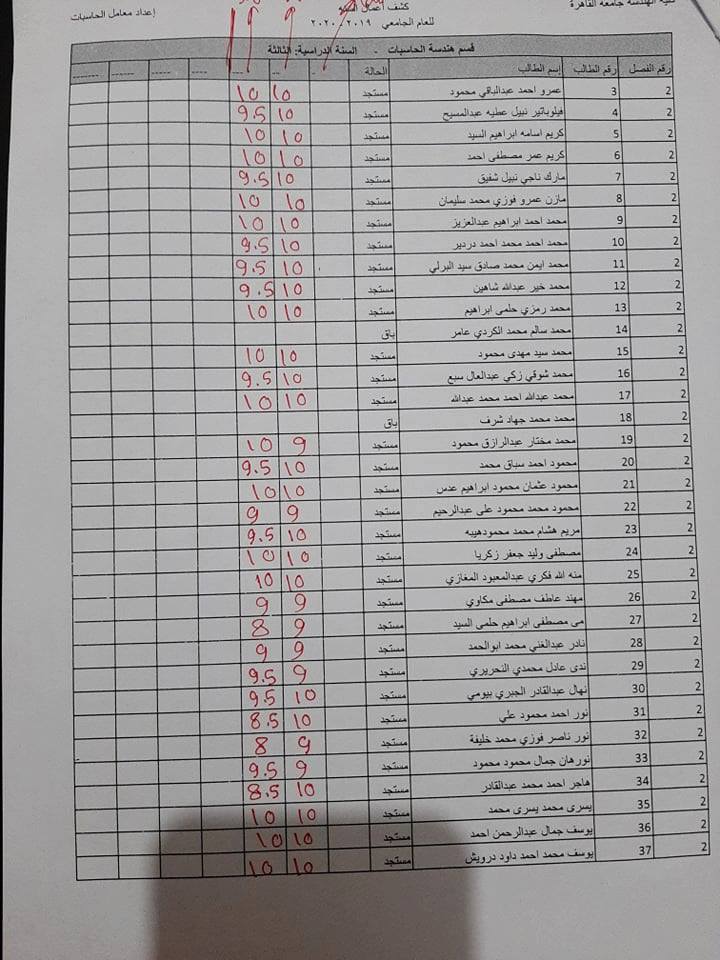 كلية الهندسة جامعة القاهرة
كشف أعمال السنة
إعداد معامل الحاسبات
للعام الجامعي ٢٠١٩ / ٢٠٢٠
قسم هندسة الحاسبات - السنة الدراسية: الثالثة
رقم الفصل رقم الطالب إسم الطالب الحالة
2 3 عمرو احمد عبدالباقي محمود مستجد 10 10
2 4 فيلوباتير نبيل عطيه عبدالمسيح مستجد 10 9.5
2 5 كريم اسامه ابراهيم السيد مستجد 10 10
2 6 كريم عمر مصطفى احمد مستجد 10 10
2 7 مارك ناجي نبيل شفيق مستجد 10 9.5
2 8 مازن عمرو فوزي محمد سليمان مستجد 10 10
2 9 محمد احمد ابراهيم عبدالعزيز مستجد 10 10
2 10 محمد احمد محمد احمد دردير مستجد 10 9.5
2 11 محمد ايمن محمد صادق سيد البرلي مستجد 10 9.5
2 12 محمد خير عبدالله شاهين مستجد 10 9.5
2 13 محمد رمزي حلمى ابراهيم مستجد 10 10
2 14 محمد سالم محمد الكردي عامر باق
2 15 محمد سيد مهدى محمود مستجد 10 10
2 16 محمد شوقي زكي عبدالعال سبع مستجد 10 9.5
2 17 محمد عبدالله احمد محمد عبدالله مستجد 10 10
2 18 محمد محمد جهاد شرف باق
2 19 محمد مختار عبدالرازق محمود مستجد 9 10
2 20 محمود احمد سباق محمد مستجد 10 9.5
2 21 محمود عثمان محمود ابراهيم عدس مستجد 10 10
2 22 محمود محمد محمود على عبدالرحيم مستجد 9 9
2 23 مريم هشام محمد محمودهيبه مستجد 10 9.5
2 24 مصطفى وليد جعفر زكريا مستجد 10 10
2 25 منه الله فكري عبدالمعبود المغازي مستجد 10 10
2 26 مهند عاطف مصطفى مكاوي مستجد 9 9
2 27 مى مصطفى ابراهيم حلمى السيد مستجد 9 8
2 28 نادر عبدالغني محمد ابوالحمد مستجد 9 9
2 29 ندى عادل محمدي النحريري مستجد 9 9.5
2 30 نهال عبدالقادر الجبري بيومي مستجد 10 9.5
2 31 نور احمد محمود علي مستجد 10 8.5
2 32 نور ناصر فوزي محمد خليفة مستجد 9 8
2 33 نورهان جمال محمود محمود مستجد 9 9.5
2 34 هاجر احمد محمد عبدالقادر مستجد 10 8.5
2 35 يسرى محمد يسرى محمد مستجد 10 10
2 36 يوسف جمال عبدالرحمن احمد مستجد 10 10
2 37 يوسف محمد احمد داود درويش مستجد 10 10